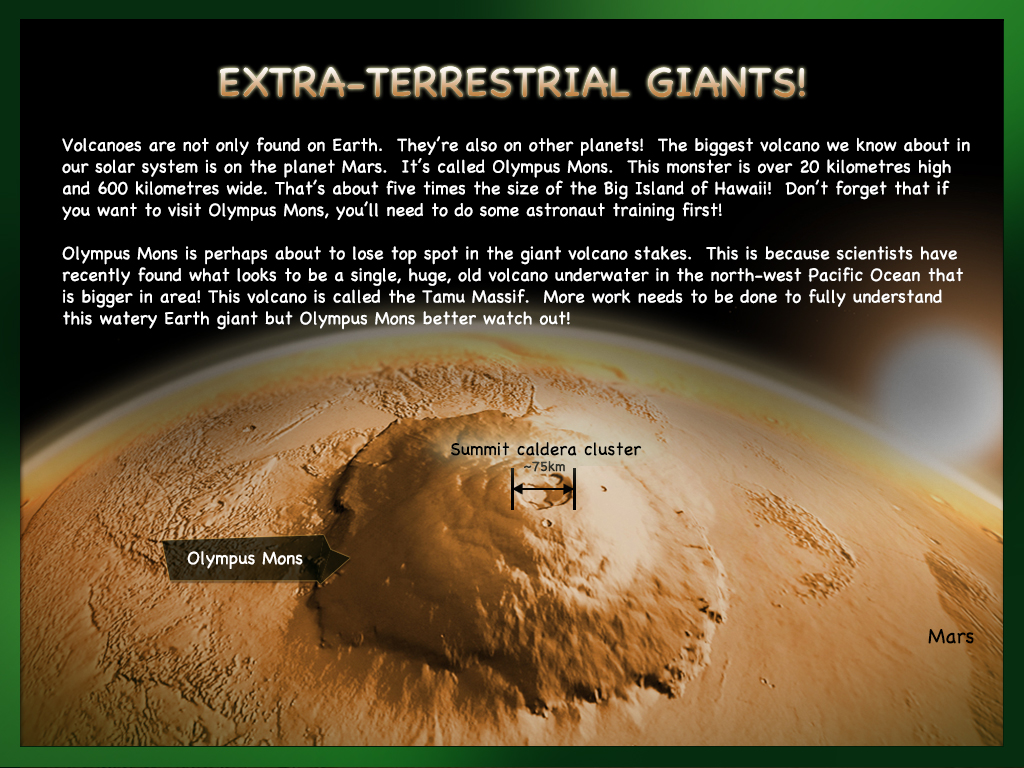 EXTRA-TERRESTRIAL GIANTS!
Volcanoes are not only found on Earth.  They're also on other planets!  The biggest volcano we know about in
our solar system is on the planet Mars.  It's called Olympus Mons.  This monster is over 20 kilometres high
and 600 kilometres wide. That's about five times the size of the Big Island of Hawaii!  Don't forget that if
you want to visit Olympus Mons, you'll need to do some astronaut training first!
Olympus Mons is perhaps about to lose top spot in the giant volcano stakes.  This is because scientists have
recently found what looks to be a single, huge, old volcano underwater in the north-west Pacific Ocean that
is bigger in area! This volcano is called the Tamu Massif.  More work needs to be done to fully understand
this watery Earth giant but Olympus Mons better watch out!
Summit caldera cluster
~75km
Olympus Mons
Mars